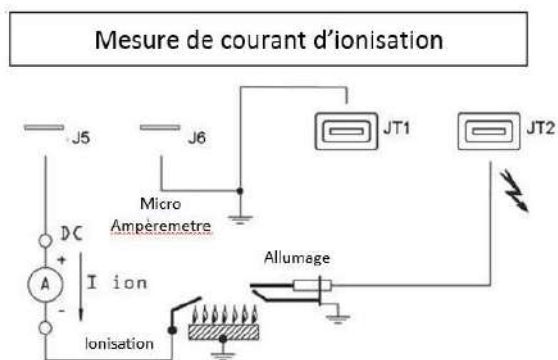 Mesure de courant d’ionisation
J5
J6
JT1
JT2
Micro
Ampèremetre
DC
+
A
I ion
-
Allumage
Ionisation